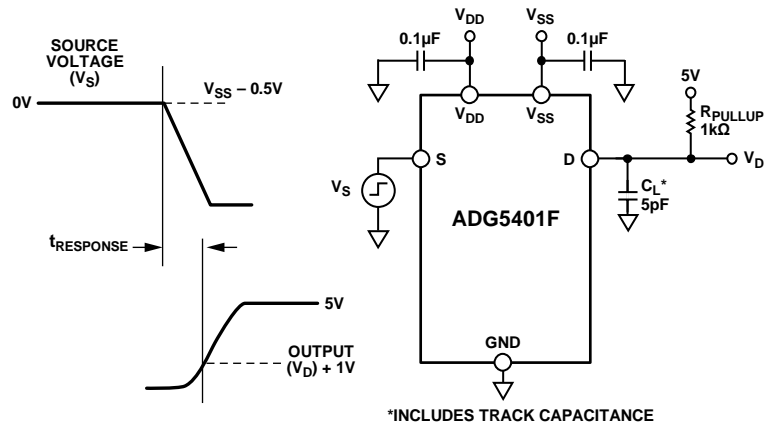 SOURCE
VOLTAGE
(VS)
0V
VSS – 0.5V
tRESPONSE
5V
OUTPUT
(VD) + 1V
VDD
VSS
0.1µF
0.1µF
VDD
VSS
5V
RPULLUP
1kΩ
S
D
VD
VS
CL*
5pF
ADG5401F
GND
*INCLUDES TRACK CAPACITANCE